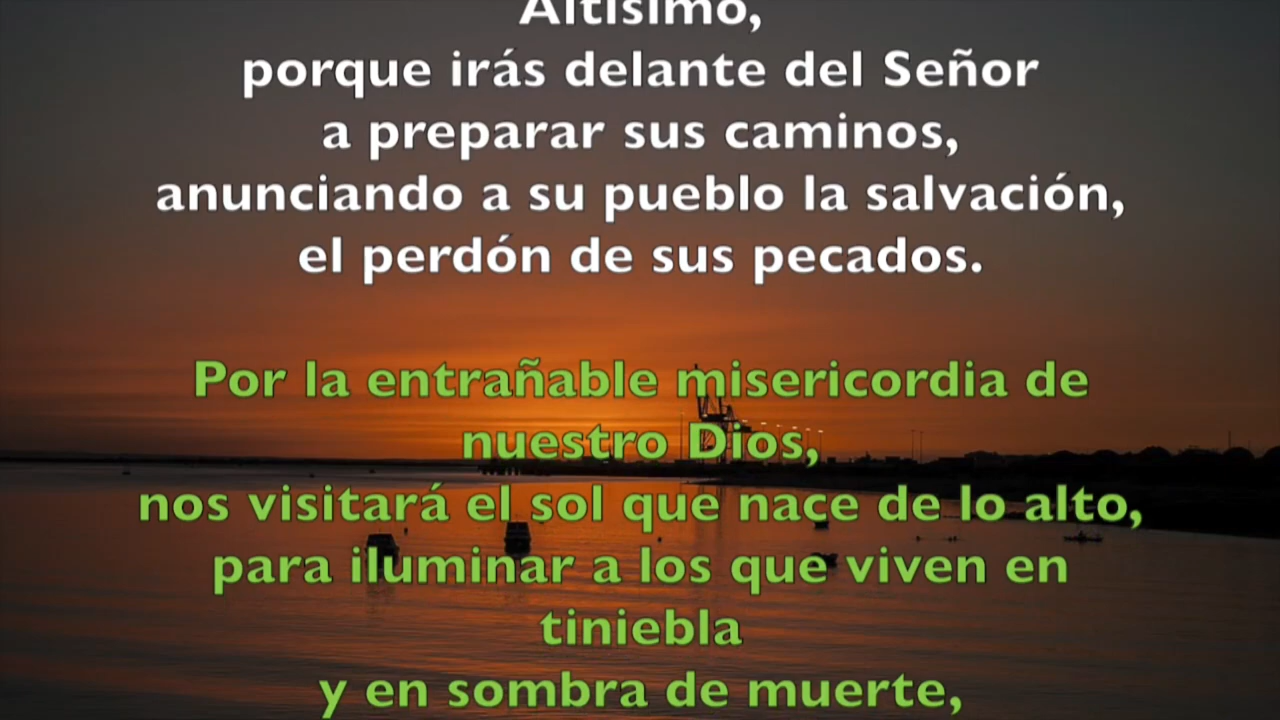 Altísimo,
porque irás delante del Señor
a preparar sus caminos,
anunciando a su pueblo la salvación,
el perdón de sus pecados.
Por la entrañable misericordia de
nuestro Dios,
nos visitará el sol que nace de lo alto,
para iluminar a los que viven en
tiniebla
y en sombra de muerte,